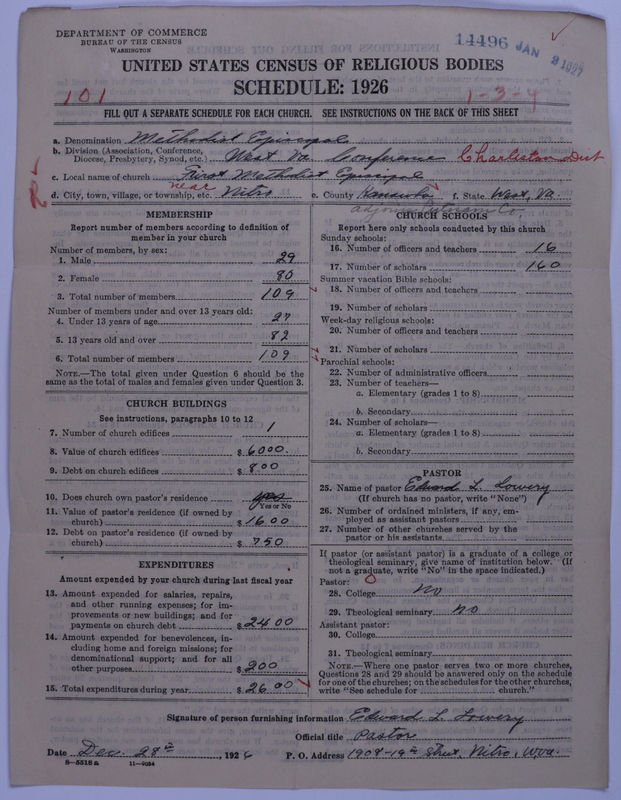 DEPARTMENT OF COMMERCE
BUREAU OF THE CENSUS
WASHINGTON
14496 JAN 3 1927
UNITED STATES CENSUS OF RELIGIOUS BODIES
SCHEDULE: 1926
101
1-3-4
FILL OUT A SEPARATE SCHEDULE FOR EACH CHURCH. SEE INSTRUCTIONS ON THE BACK OF THIS SHEET
a. Denomination Methodist Episcopal
b. Division (Association, Conference, Diocese, Presbytery, Synod, etc.) West Va. Conference Charleston Dist
c. Local name of church First Methodist Episcopal
d. City, town, village, or township, etc. near Nitro e. County Kanawha f. State West, Va.
adjoins Putnam Co.
MEMBERSHIP
Report number of members according to definition of
member in your church
Number of members, by sex:
1. Male 29
2. Female 80
3. Total number of members 109
Number of members under and over 13 years old:
4. Under 13 years of age 27
5. 13 years old and over 82
6. Total number of members 109
NOTE.—The total given under Question 6 should be
same as the total of males and females given under Question 3.
CHURCH BUILDINGS
See instructions, paragraphs 10 to 12
7. Number of church edifices 1
8. Value of church edifices $ 6000.
9. Debt on church edifices $ 800
10. Does church own pastor's residence yes
Yes or No
11. Value of pastor's residence (if owned by
church) $ 1600
12. Debt on pastor's residence (if owned by
church) $ 750
EXPENDITURES
Amount expended by your church during last fiscal year
13. Amount expended for salaries, repairs,
and other running expenses; for im-
provements or new buildings; and for
payments on church debt $ 2400
14. Amount expended for benevolences, in-
cluding home and foreign missions; for
denominational support; and for all
other purposes $ 200
15. Total expenditures during year $ 2600
CHURCH SCHOOLS
Report here only schools conducted by this church
Sunday schools:
16. Number of officers and teachers 16
17. Number of scholars 160
Summer vacation Bible schools:
18. Number of officers and teachers
19. Number of scholars
Week-day religious schools:
20. Number of officers and teachers
21. Number of scholars
Parochial schools:
22. Number of administrative officers
23. Number of teachers—
a. Elementary (grades 1 to 8)
b. Secondary
24. Number of scholars—
a. Elementary (grades 1 to 8)
b. Secondary
PASTOR
25. Name of pastor Edward L. Lowery
(If church has no pastor, write "None")
26. Number of ordained ministers, if any, em-
ployed as assistant pastors
27. Number of other churches served by the
pastor or his assistants
If pastor (or assistant pastor) is a graduate of a college or
theological seminary, give name of institution below. (If
not a graduate, write "No" in the space indicated.)
Pastor: O
28. College No
29. Theological seminary no
Assistant pastor:
30. College
31. Theological seminary
NOTE.—Where one pastor serves two or more churches,
Questions 28 and 29 should be answered only on the schedule
for one of the churches; on the schedules for the other churches,
write "See schedule for church."
Signature of person furnishing information Edward L. Lowery
Official title Pastor
Date Dec. 28th, 1926 P. O. Address 1908-19th Street, Nitro, W.Va.
8—5518 a 11—9034